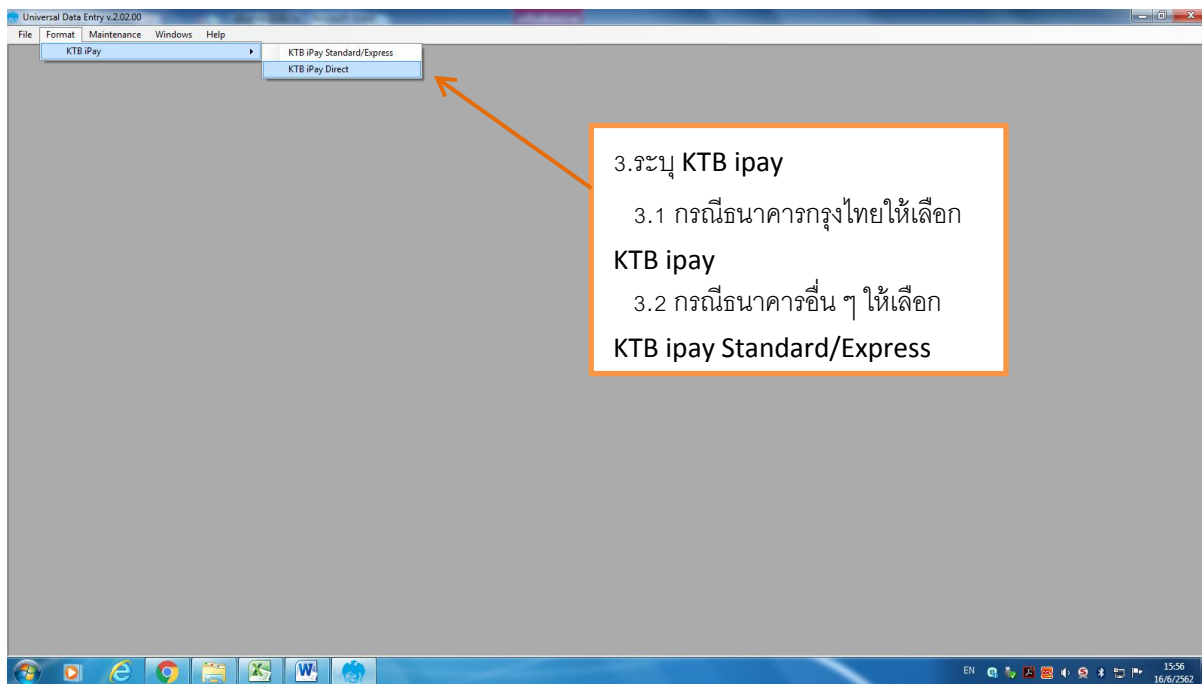 Universal Data Entry v.2.02.00
File Format Maintenance Windows Help
KTB iPay
KTB iPay Standard/Express
KTB iPay Direct
3.ระบุ KTB ipay
3.1 กรณีธนาคารกรุงไทยให้เลือก
KTB ipay
3.2 กรณีธนาคารอื่น ๆ ให้เลือก
KTB ipay Standard/Express
EN
15:56
16/6/2562